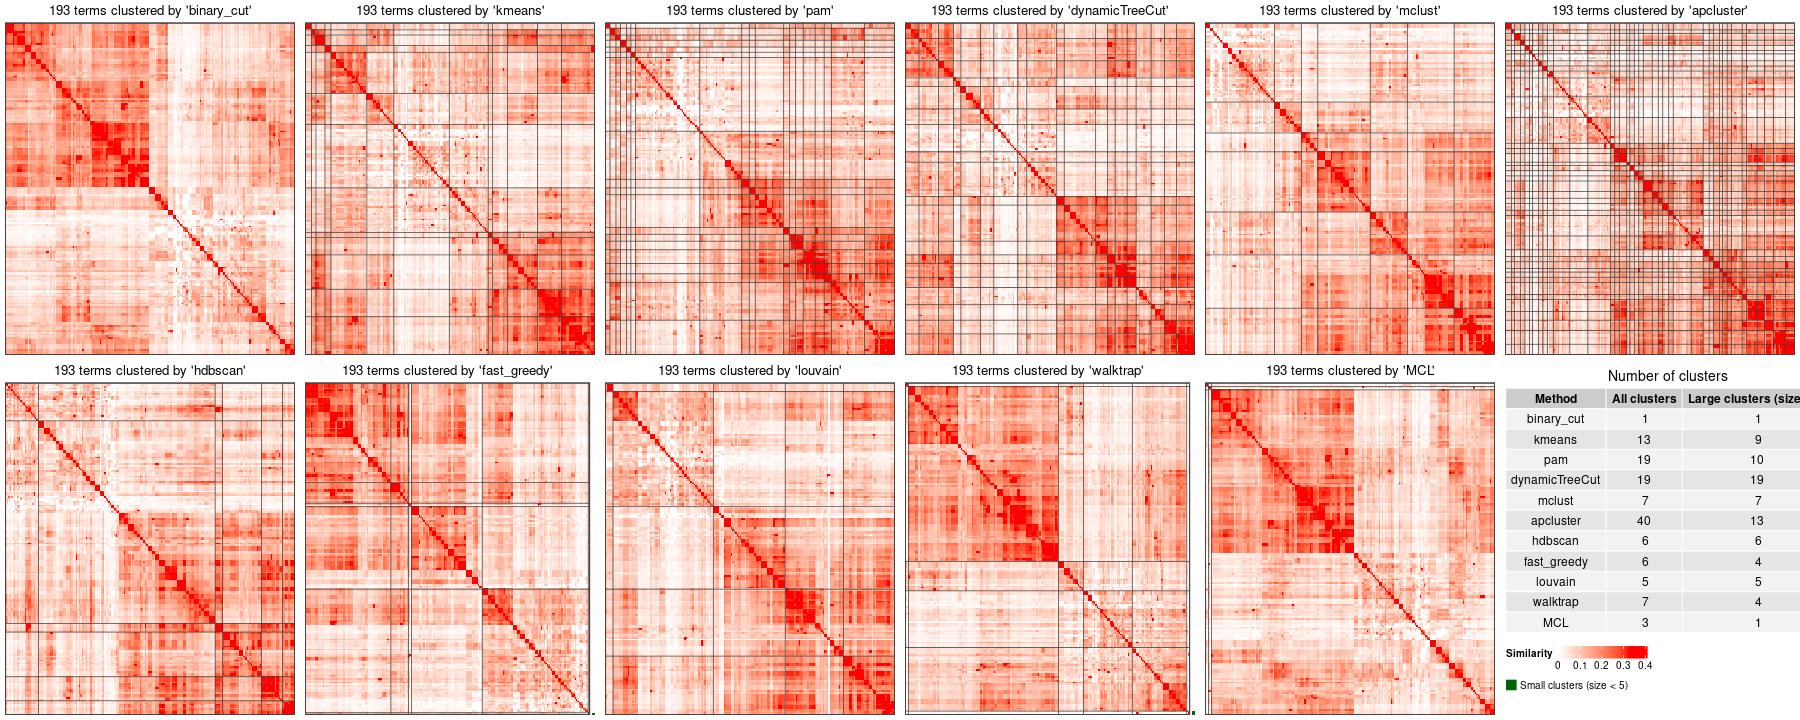 193 terms clustered by 'binary_cut'
193 terms clustered by 'kmeans'
193 terms clustered by 'pam'
193 terms clustered by 'dynamicTreeCut'
193 terms clustered by 'mclust'
193 terms clustered by 'apcluster'
193 terms clustered by 'hdbscan'
193 terms clustered by 'fast_greedy'
193 terms clustered by 'louvain'
193 terms clustered by 'walktrap'
193 terms clustered by 'MCL'
Number of clusters
Method All clusters Large clusters (size
binary_cut 1 1
kmeans 13 9
pam 19 10
dynamicTreeCut 19 19
mclust 7 7
apcluster 40 13
hdbscan 6 6
fast_greedy 6 4
louvain 5 5
walktrap 7 4
MCL 3 1
Similarity
0 0.1 0.2 0.3 0.4
Small clusters (size < 5)